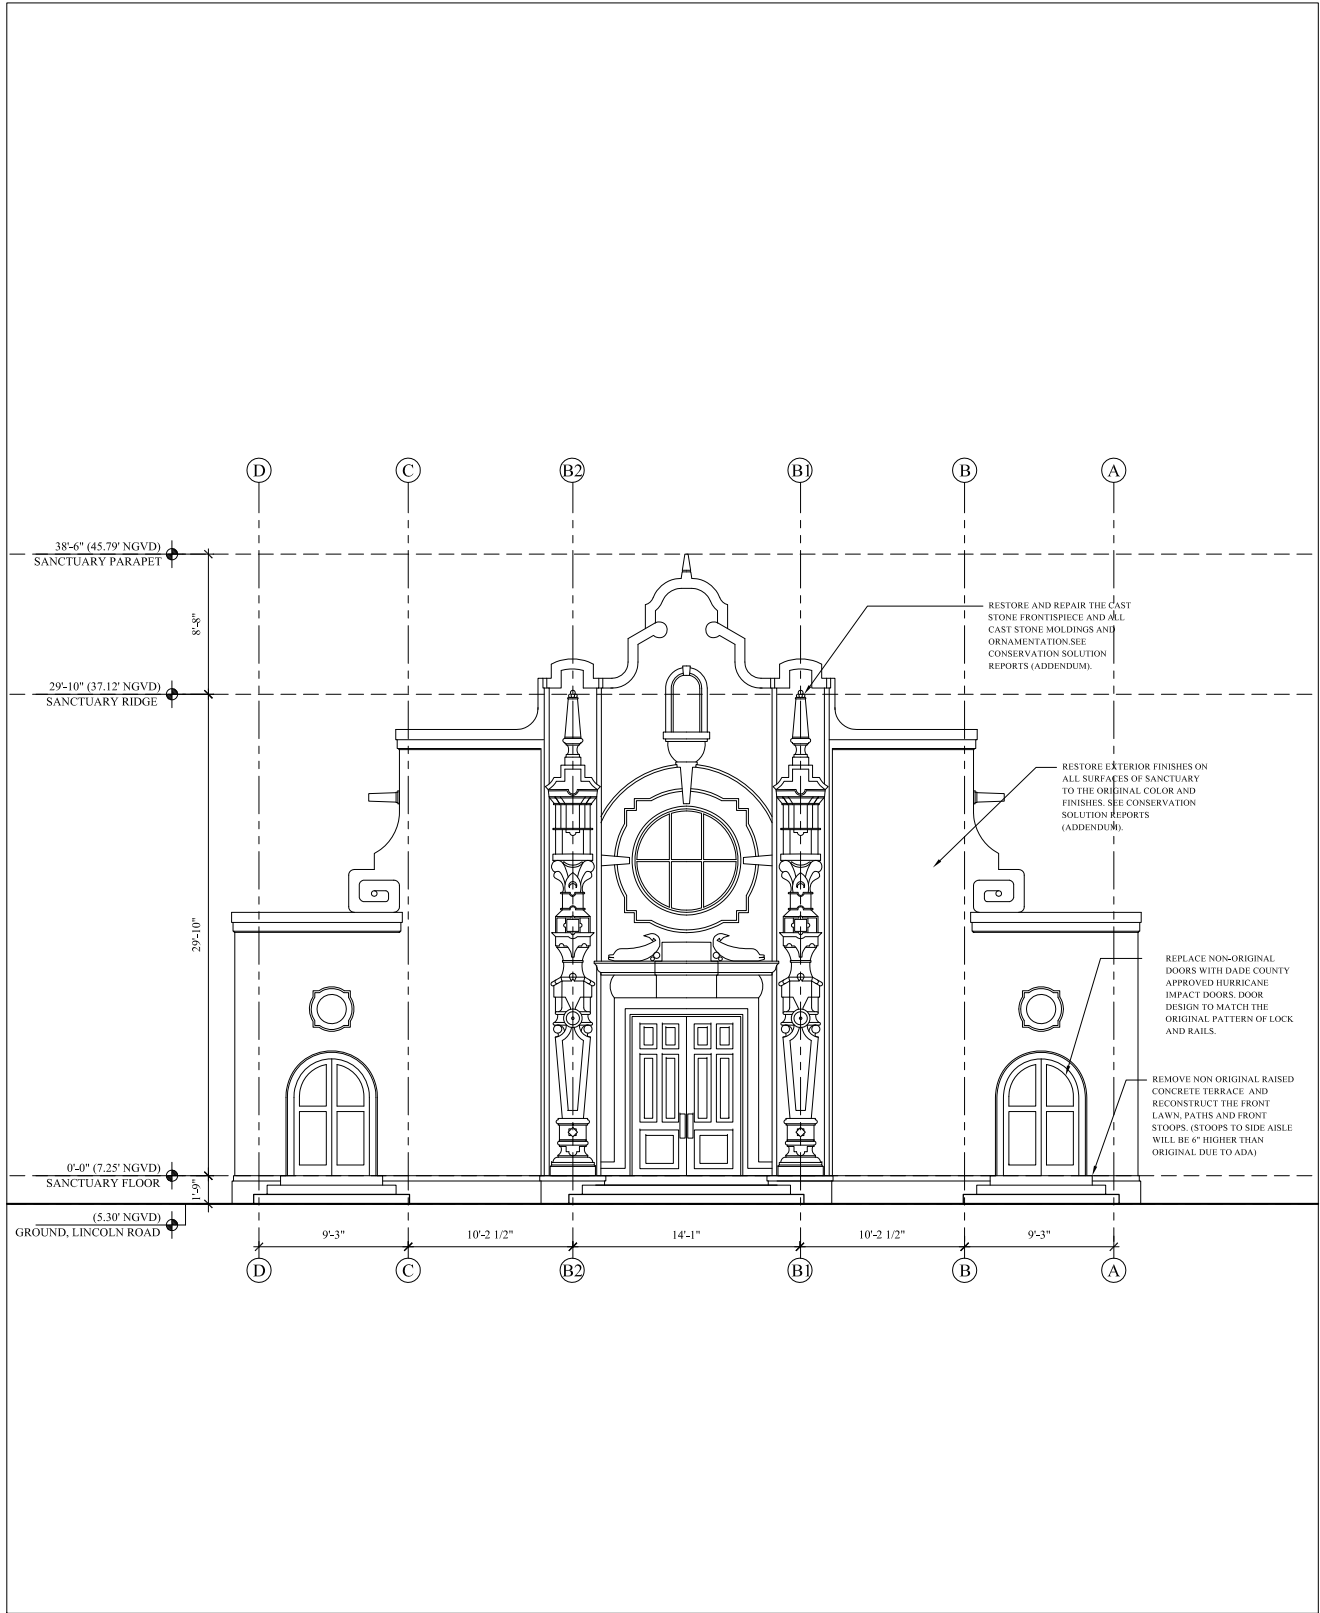 D
C
B2
B1
B
A
38'-6" (45.79' NGVD)
SANCTUARY PARAPET
8'-8"
RESTORE AND REPAIR THE CAST
STONE FRONTISPIECE AND ALL
CAST STONE MOLDINGS AND
ORNAMENTATION.SEE
CONSERVATION SOLUTION
REPORTS (ADDENDUM).
29'-10" (37.12' NGVD)
SANCTUARY RIDGE
RESTORE EXTERIOR FINISHES ON
ALL SURFACES OF SANCTUARY
TO THE ORIGINAL COLOR AND
FINISHES. SEE CONSERVATION
SOLUTION REPORTS
(ADDENDUM).
29'-10"
REPLACE NON-ORIGINAL
DOORS WITH DADE COUNTY
APPROVED HURRICANE
IMPACT DOORS. DOOR
DESIGN TO MATCH THE
ORIGINAL PATTERN OF LOCK
AND RAILS.
REMOVE NON ORIGINAL RAISED
CONCRETE TERRACE AND
RECONSTRUCT THE FRONT
LAWN, PATHS AND FRONT
STOOPS. (STOOPS TO SIDE AISLE
WILL BE 6" HIGHER THAN
ORIGINAL DUE TO ADA)
0'-0" (7.25' NGVD)
SANCTUARY FLOOR
1'-9"
(5.30' NGVD)
GROUND, LINCOLN ROAD
9'-3"
10'-2 1/2"
14'-1"
10'-2 1/2"
9'-3"
D
C
B2
B1
B
A